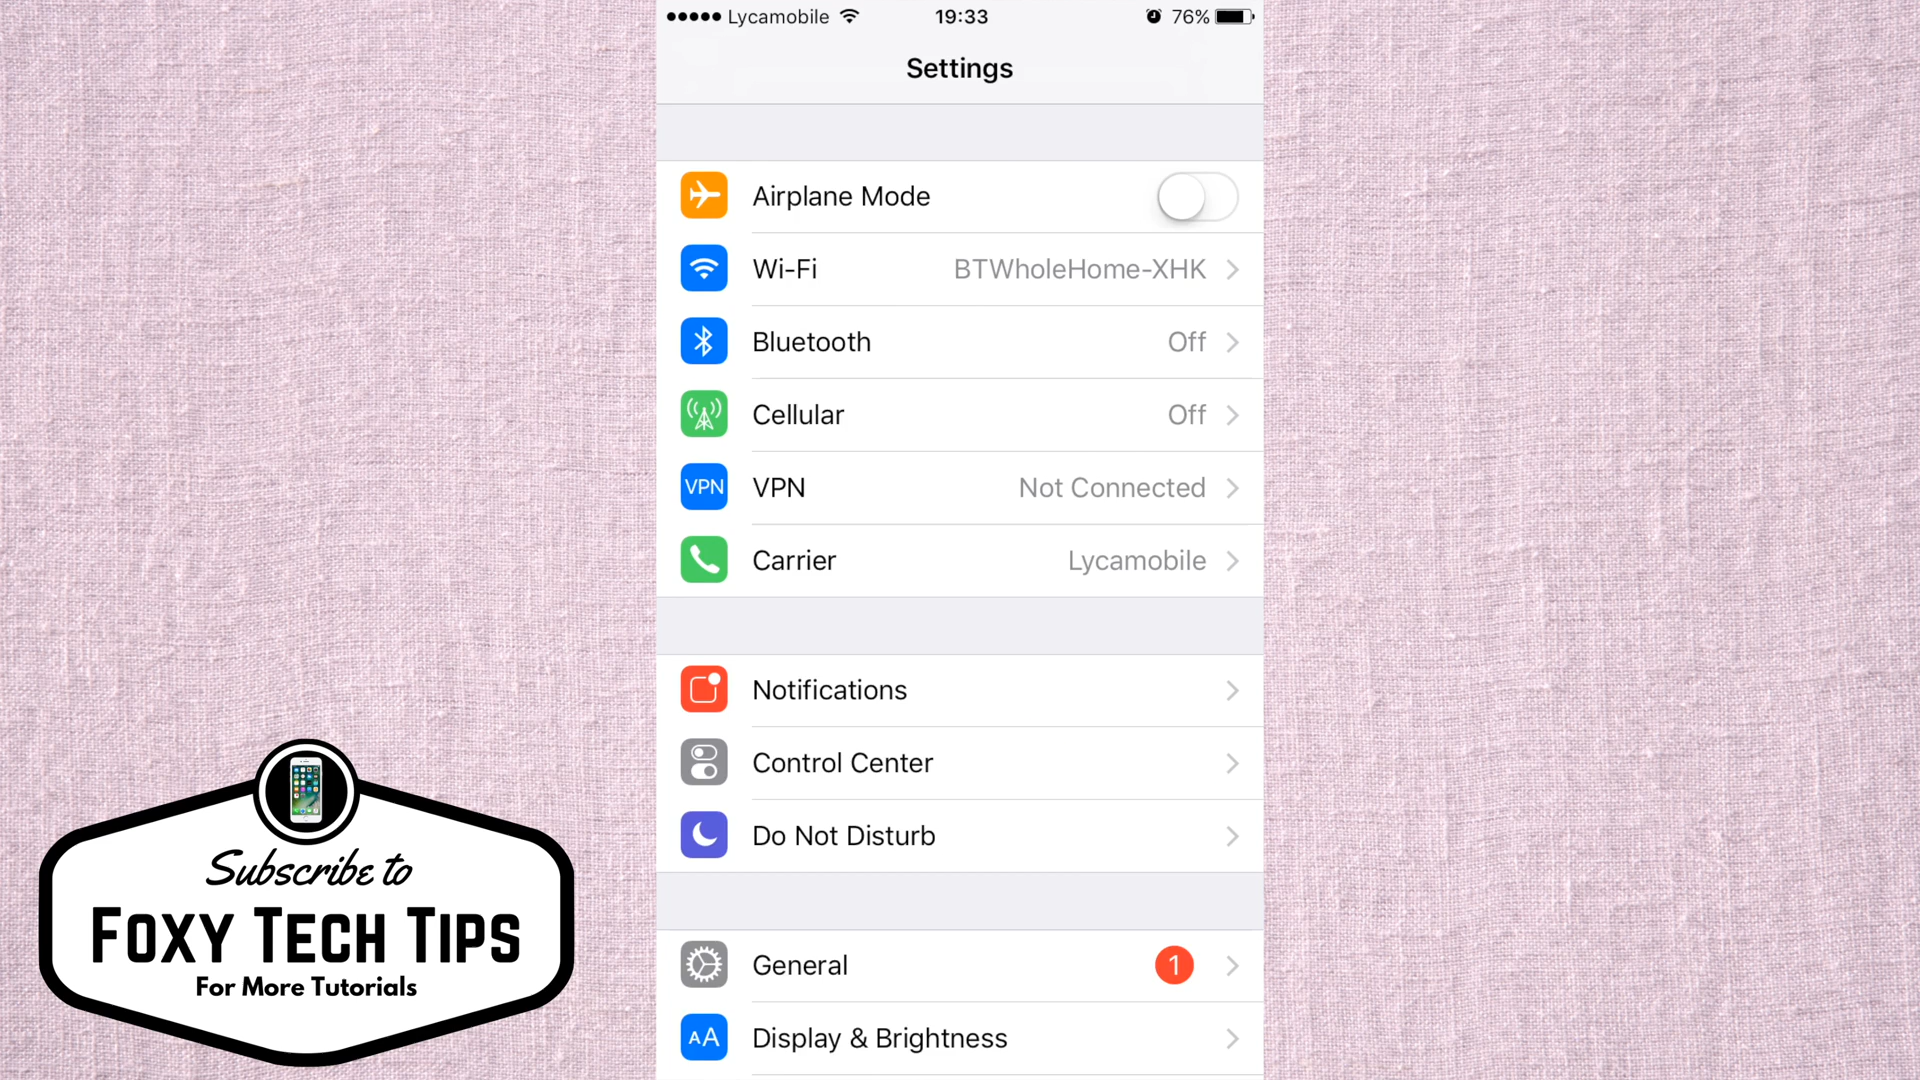 ●●●●● Lycamobile 19:33 76%
Settings
Airplane Mode
Wi-Fi BTWholeHome-XHK
Bluetooth Off
Cellular Off
VPN VPN Not Connected
Carrier Lycamobile
Notifications
Control Center
Do Not Disturb
General 1
AA Display & Brightness
Subscribe to
FOXY TECH TIPS
For More Tutorials